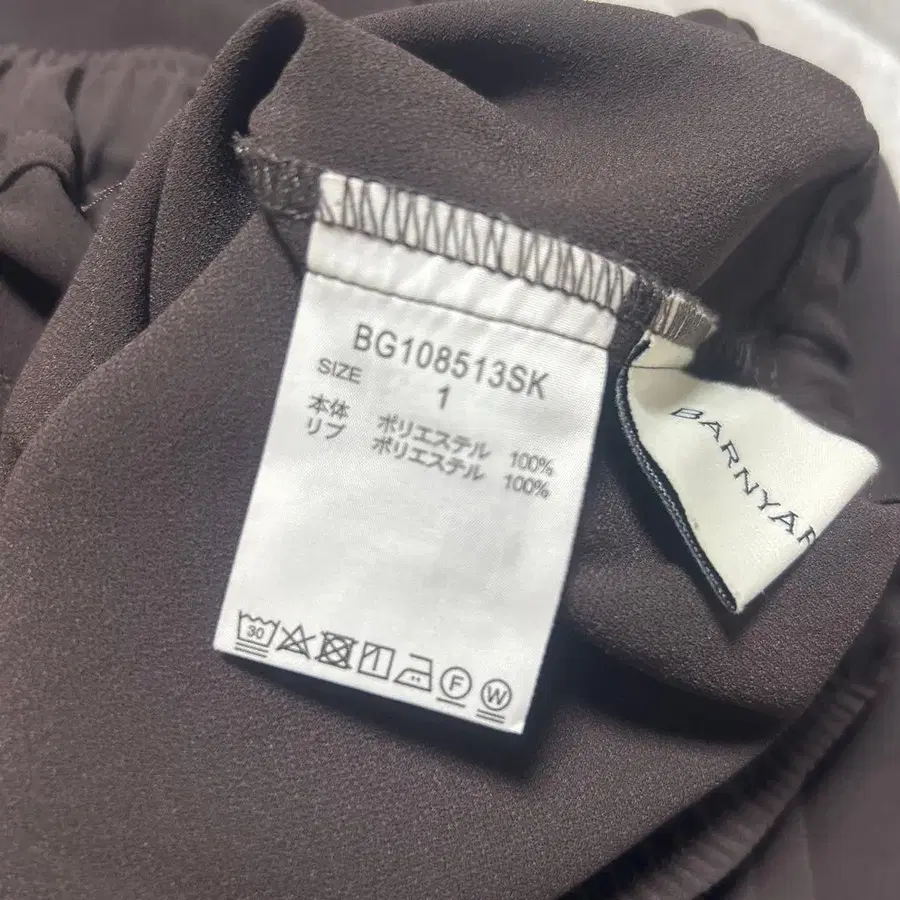 BG108513SK
SIZE 1
本体 ポリエステル 100%
リブ ポリエステル 100%
30 F W
BARNYAR